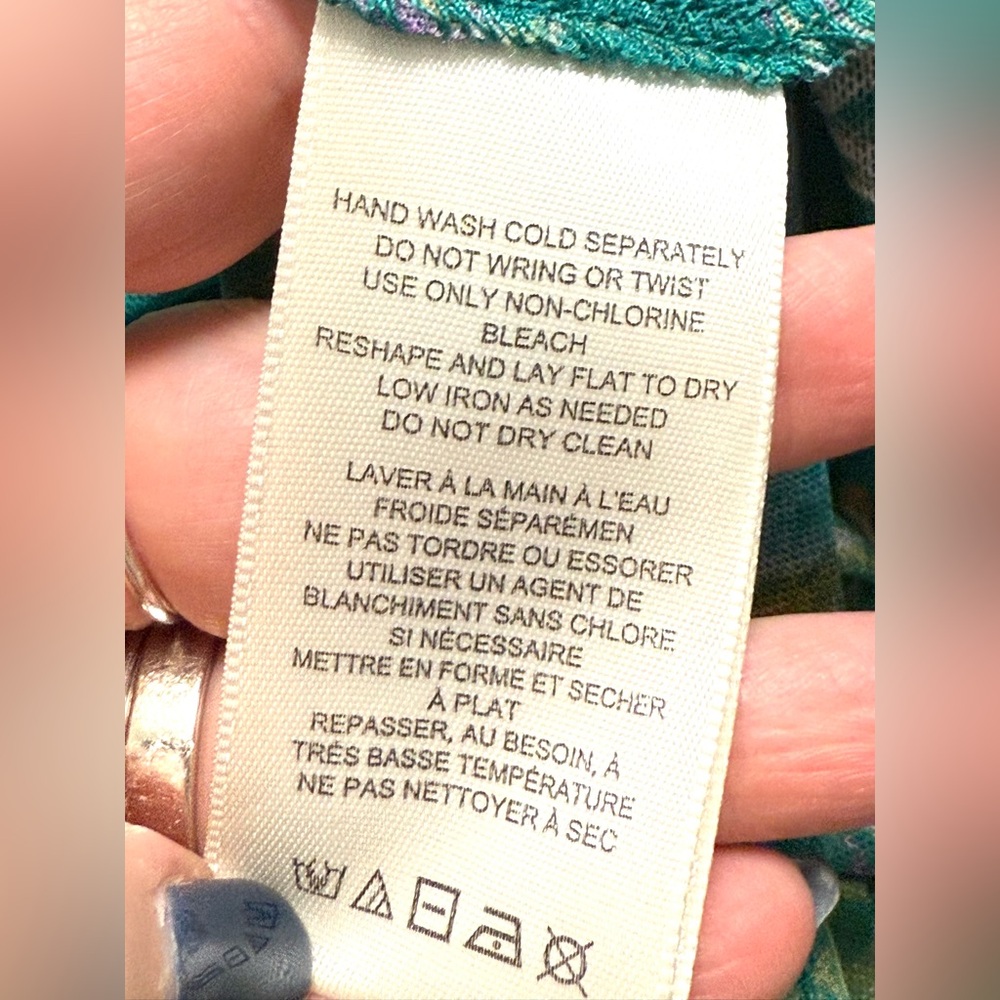 HAND WASH COLD SEPARATELY
DO NOT WRING OR TWIST
USE ONLY NON-CHLORINE
BLEACH
RESHAPE AND LAY FLAT TO DRY
LOW IRON AS NEEDED
DO NOT DRY CLEAN
LAVER À LA MAIN À L'EAU
FROIDE SÉPARÉMEN
NE PAS TORDRE OU ESSORER
UTILISER UN AGENT DE
BLANCHIMENT SANS CHLORE
SI NÉCESSAIRE
METTRE EN FORME ET SECHER
À PLAT
REPASSER, AU BESOIN, À
TRÉS BASSE TEMPÉRATURE
NE PAS NETTOYER À SEC